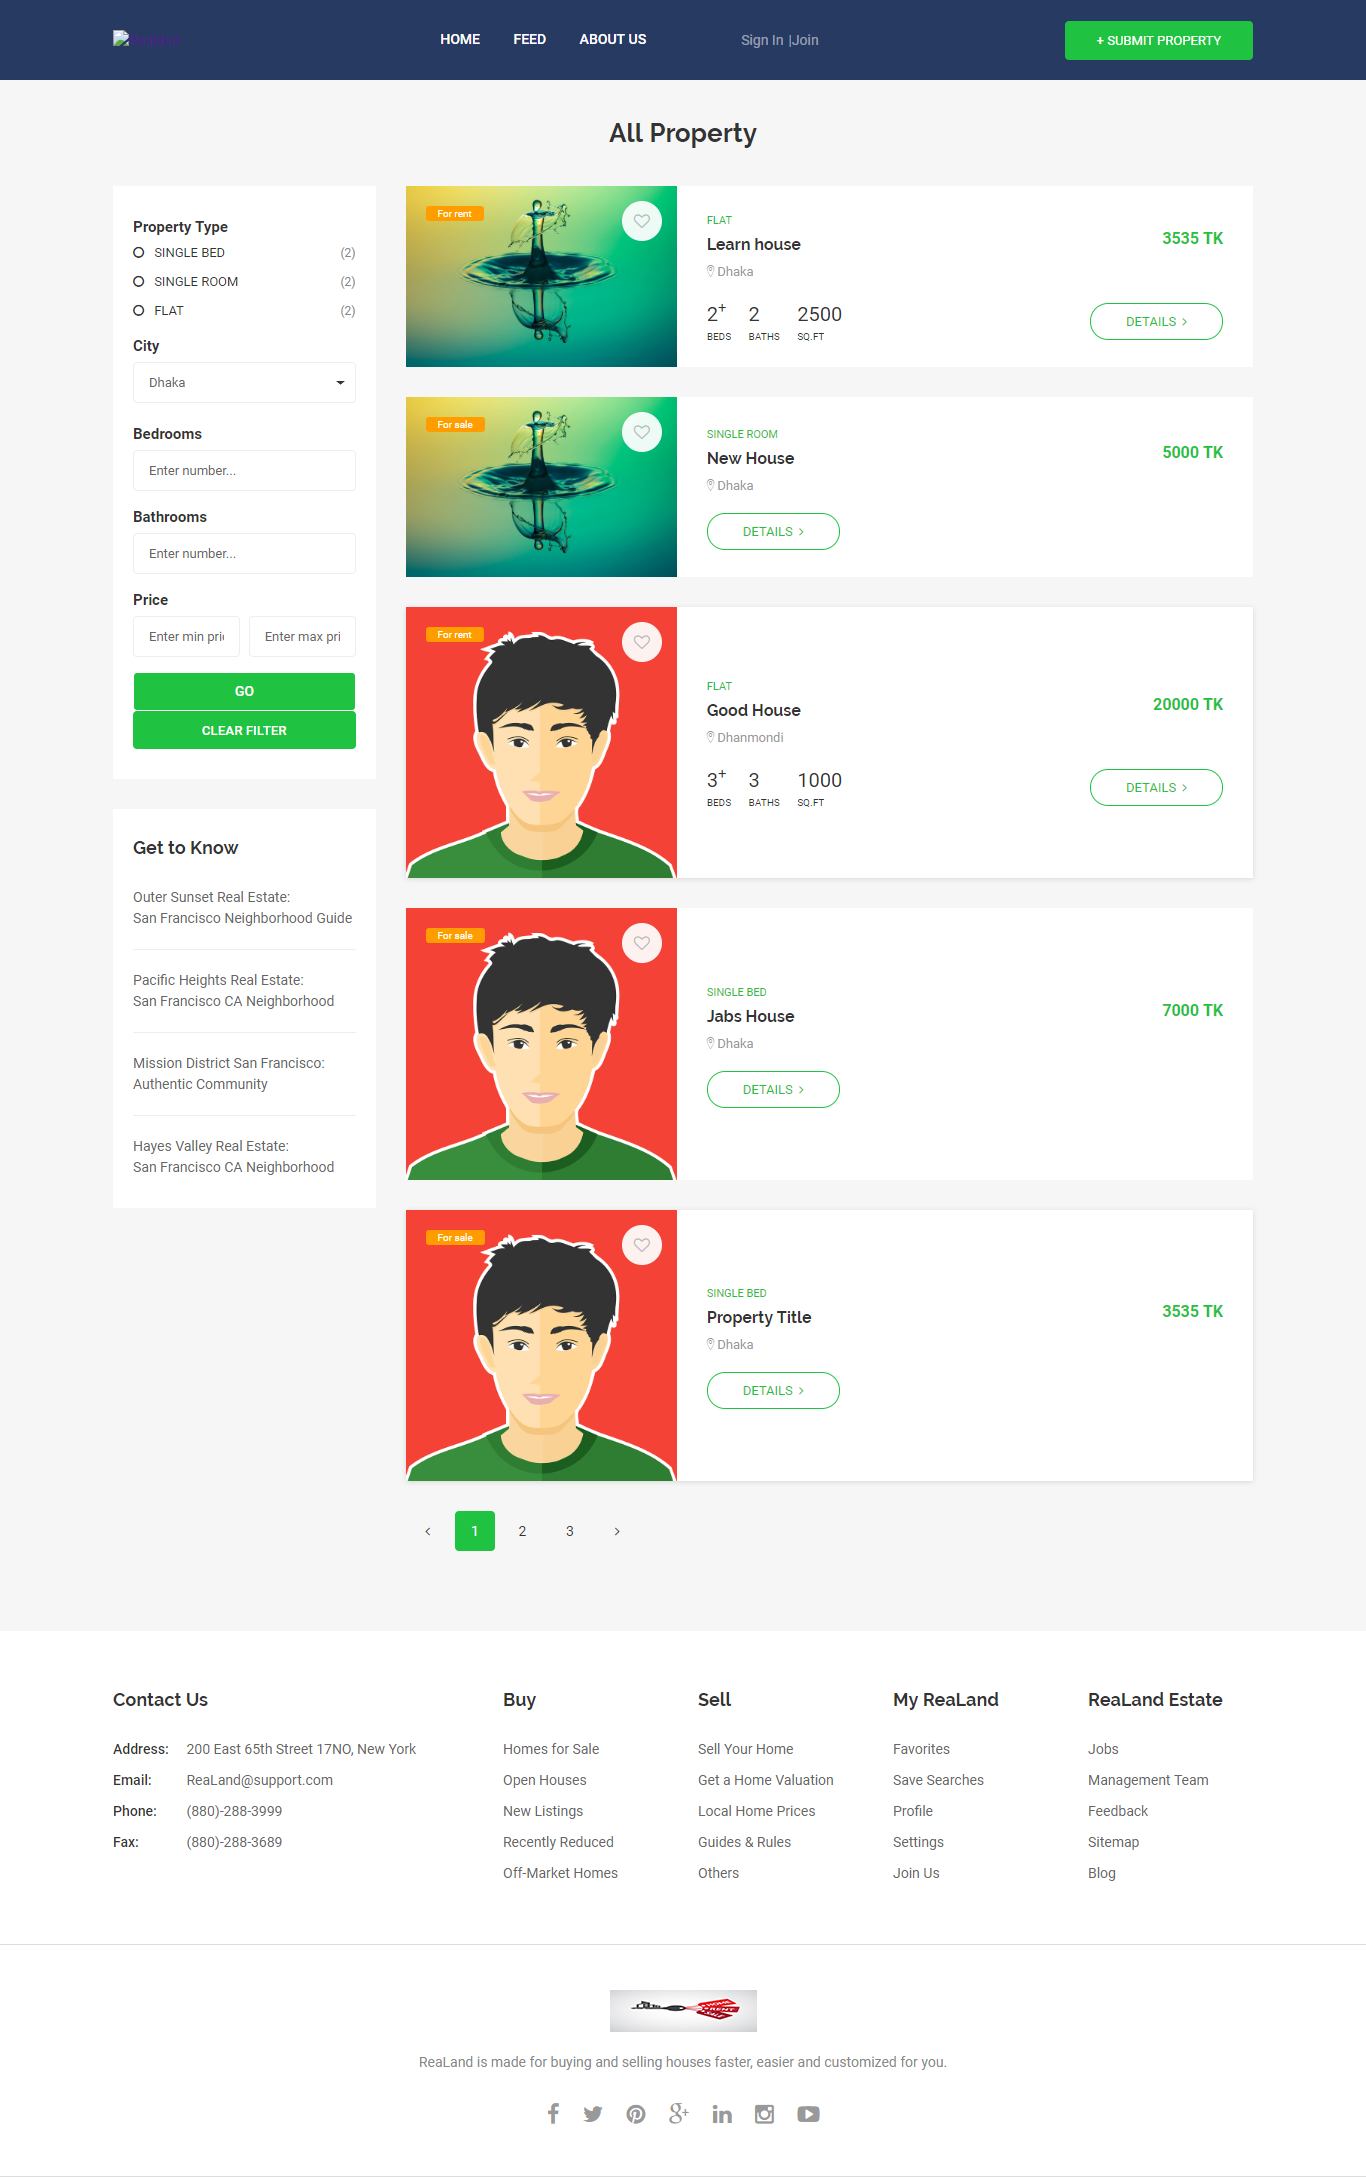 HOME FEED ABOUT US Sign In |Join + SUBMIT PROPERTY
All Property
Property Type
SINGLE BED (2)
SINGLE ROOM (2)
FLAT (2)
City
Dhaka
Bedrooms
Enter number...
Bathrooms
Enter number...
Price
Enter min pri Enter max pri
GO
CLEAR FILTER
Get to Know
Outer Sunset Real Estate:
San Francisco Neighborhood Guide
Pacific Heights Real Estate:
San Francisco CA Neighborhood
Mission District San Francisco:
Authentic Community
Hayes Valley Real Estate:
San Francisco CA Neighborhood
For rent
FLAT
Learn house
3535 TK
Dhaka
2+ 2 2500
BEDS BATHS SQ.FT
DETAILS >
For sale
SINGLE ROOM
New House
5000 TK
Dhaka
DETAILS >
For rent
FLAT
Good House
20000 TK
Dhanmondi
3+ 3 1000
BEDS BATHS SQ.FT
DETAILS >
For sale
SINGLE BED
Jabs House
7000 TK
Dhaka
DETAILS >
For sale
SINGLE BED
Property Title
3535 TK
Dhaka
DETAILS >
< 1 2 3 >
Contact Us
Address: 200 East 65th Street 17NO, New York
Email: ReaLand@support.com
Phone: (880)-288-3999
Fax: (880)-288-3689
Buy
Homes for Sale
Open Houses
New Listings
Recently Reduced
Off-Market Homes
Sell
Sell Your Home
Get a Home Valuation
Local Home Prices
Guides & Rules
Others
My ReaLand
Favorites
Save Searches
Profile
Settings
Join Us
ReaLand Estate
Jobs
Management Team
Feedback
Sitemap
Blog
HOME
RENT
ReaLand is made for buying and selling houses faster, easier and customized for you.